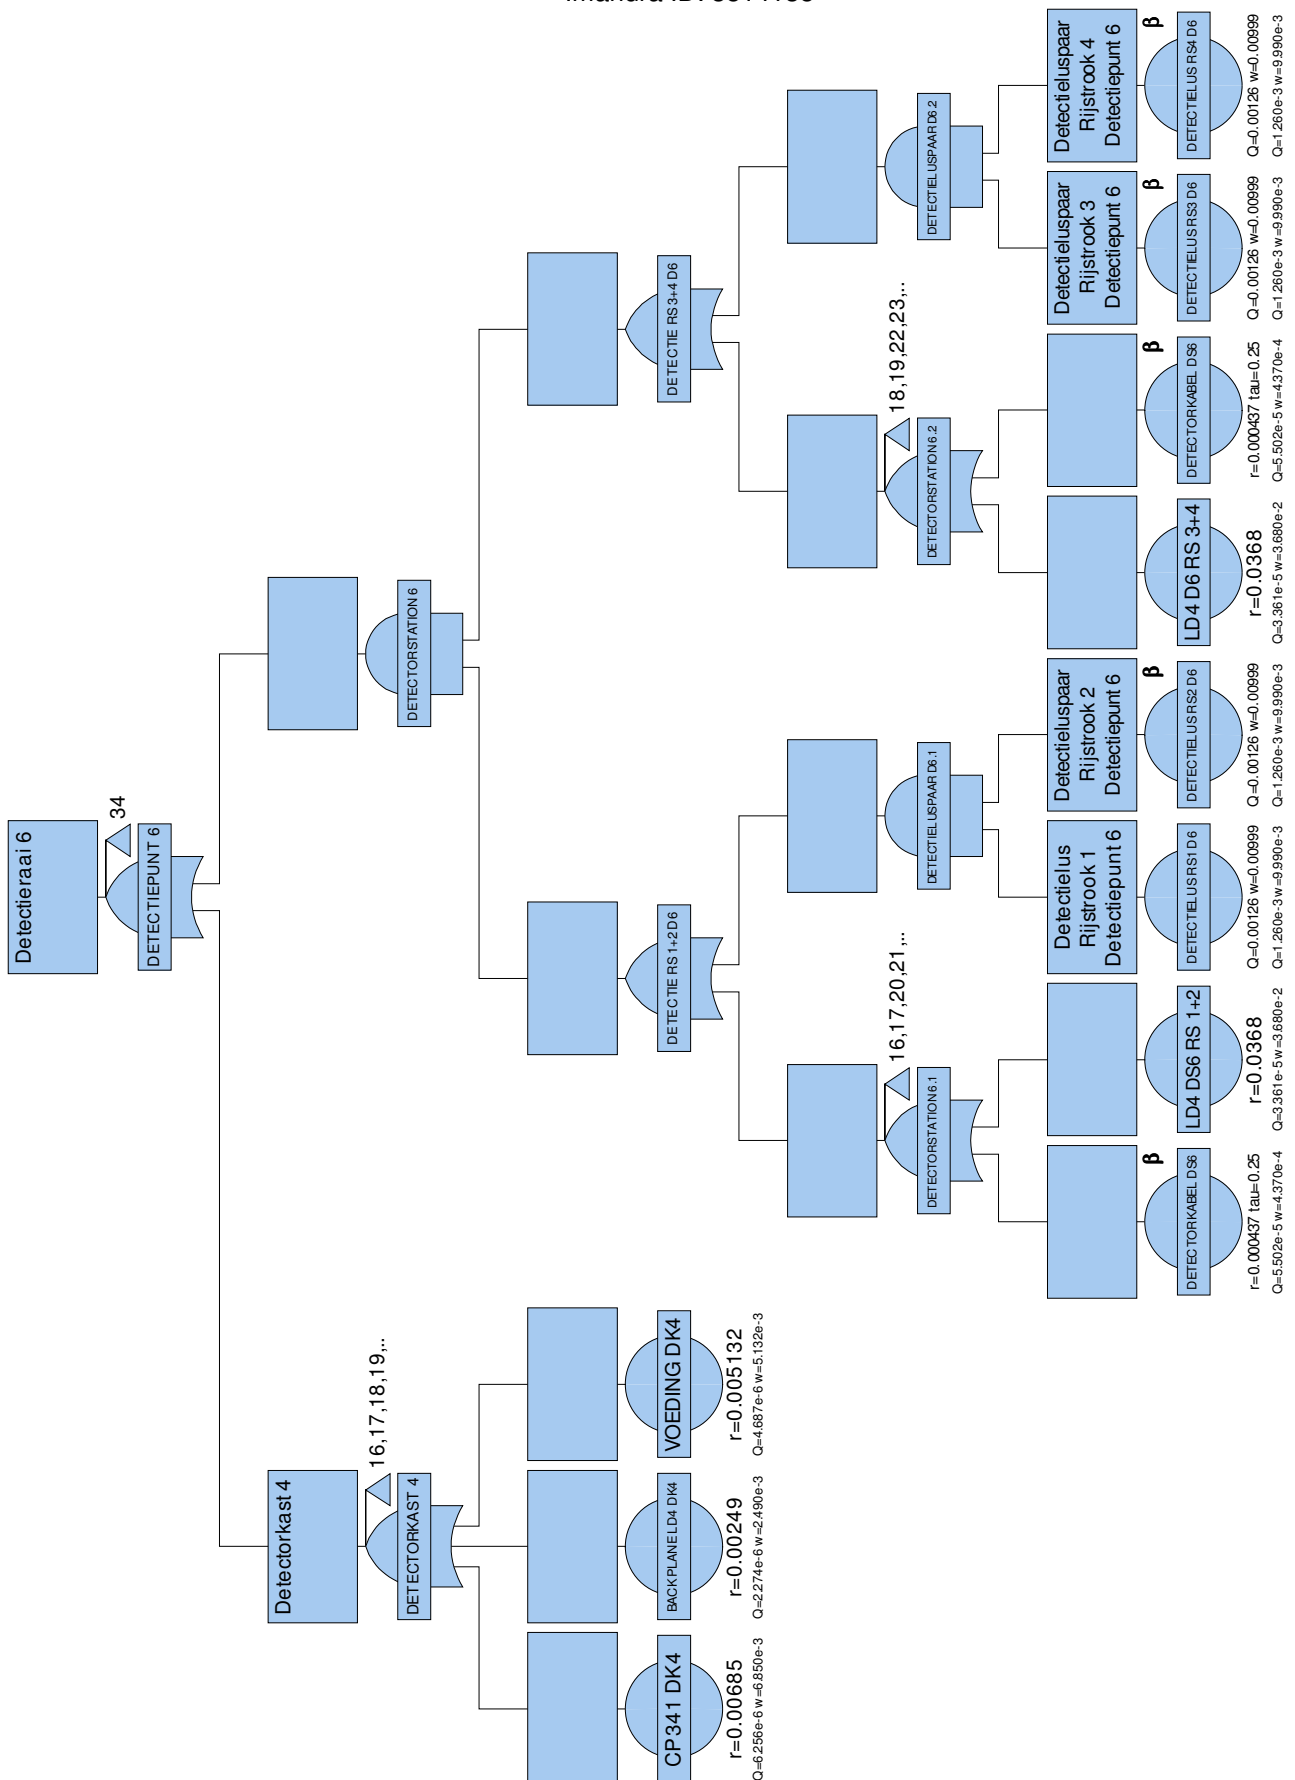 Detectieraai 6
34
DETECTIEPUNT 6
Detectorkast 4
16,17,18,19,..
DETECTORKAST 4
DETECTORSTATION 6
CP341 DK4
r=0.00685
Q=6.256e-6 w=6.850e-3
BACKPLANE LD4 DK4
r=0.00249
Q=2.274e-6 w=2.490e-3
VOEDING DK4
r=0.005132
Q=4.687e-6 w=5.132e-3
DETECTIE RS 1+2 D6
DETECTIE RS 3+4 D6
16,17,20,21,..
DETECTORSTATION 6.1
DETECTIELUSPAAR D6.1
18,19,22,23,..
DETECTORSTATION 6.2
DETECTIELUSPAAR D6.2
β
DETECTORKABEL DS6
r=0.000437 tau=0.25
Q=5.502e-5 w=4.370e-4
LD4 DS6 RS 1+2
r=0.0368
Q=3.361e-5 w=3.680e-2
Detectielus
Rijstrook 1
Detectiepunt 6
DETECTIELUS RS1 D6
Q=0.00126 w=0.00999
Q=1.260e-3 w=9.990e-3
Detectieluspaar
Rijstrook 2
Detectiepunt 6
β
DETECTIELUS RS2 D6
Q=0.00126 w=0.00999
Q=1.260e-3 w=9.990e-3
LD4 D6 RS 3+4
r=0.0368
Q=3.361e-5 w=3.680e-2
β
DETECTORKABEL DS6
r=0.000437 tau=0.25
Q=5.502e-5 w=4.370e-4
Detectieluspaar
Rijstrook 3
Detectiepunt 6
β
DETECTIELUS RS3 D6
Q=0.00126 w=0.00999
Q=1.260e-3 w=9.990e-3
Detectieluspaar
Rijstrook 4
Detectiepunt 6
β
DETECTIELUS RS4 D6
Q=0.00126 w=0.00999
Q=1.260e-3 w=9.990e-3